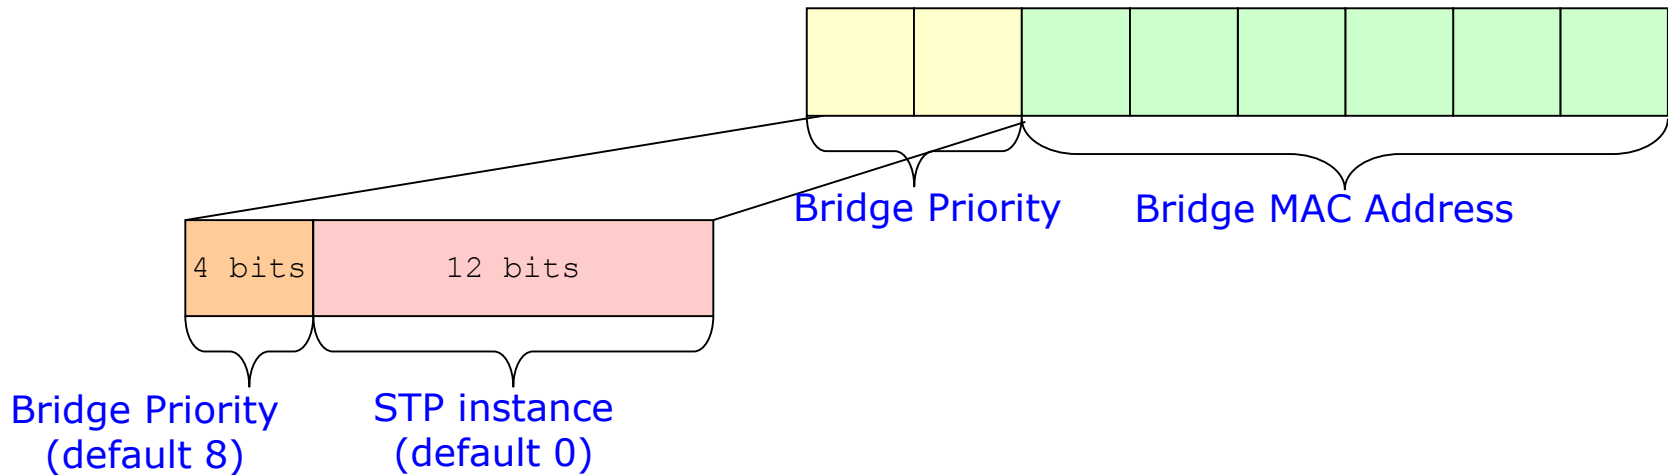 Bridge Priority
Bridge MAC Address
4 bits
12 bits
Bridge Priority
(default 8)
STP instance
(default 0)